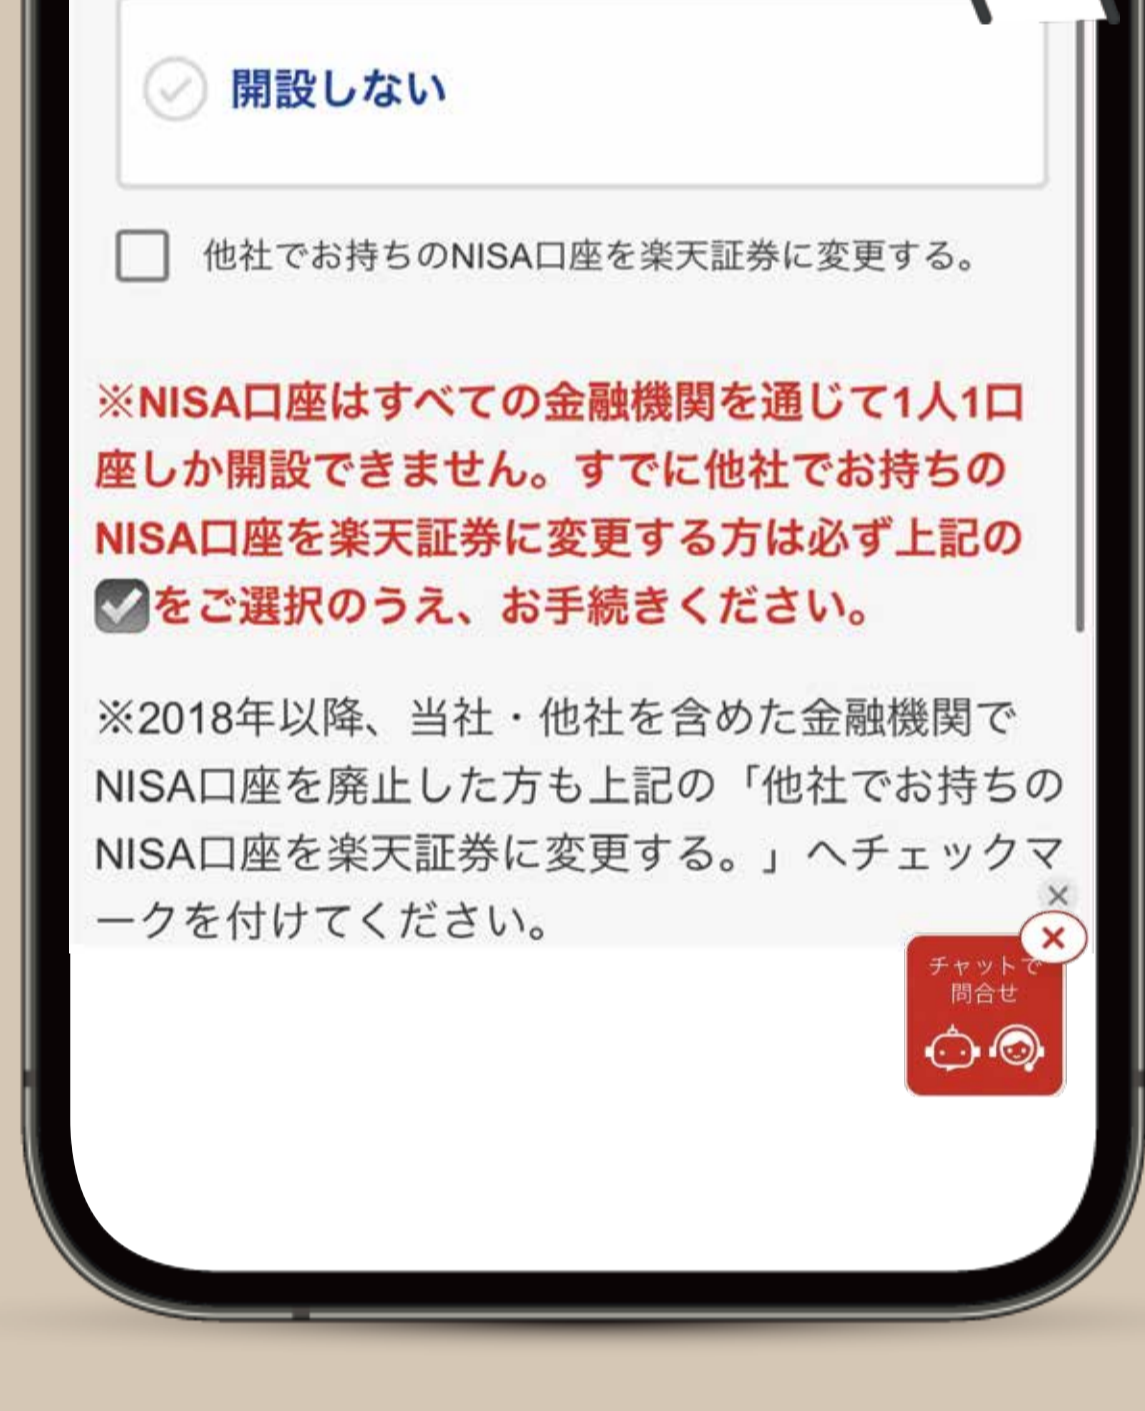 開設しない
他社でお持ちのNISA口座を楽天証券に変更する。
※NISA口座はすべての金融機関を通じて1人1口
座しか開設できません。すでに他社でお持ちの
NISA口座を楽天証券に変更する方は必ず上記の
をご選択のうえ、お手続きください。
※2018年以降、当社・他社を含めた金融機関で
NISA口座を廃止した方も上記の「他社でお持ちの
NISA口座を楽天証券に変更する。」へチェックマ
ークを付けてください。
チャットで
問合せ